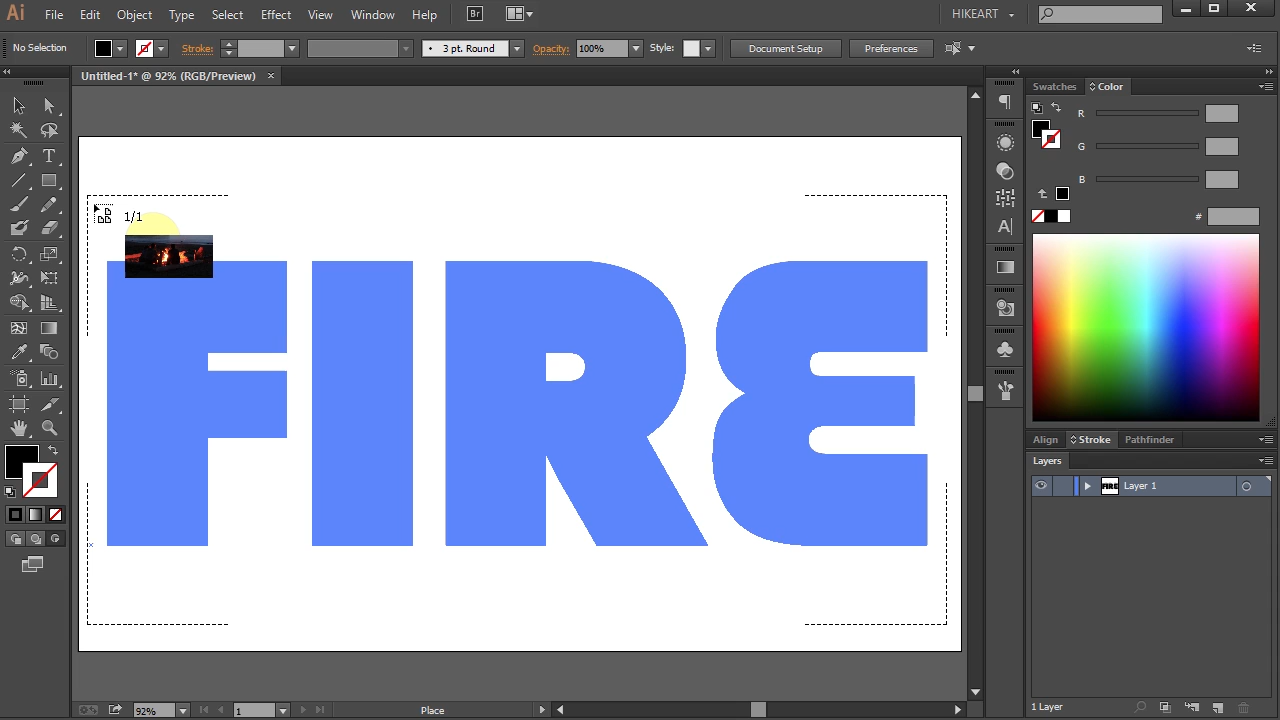 Ai File Edit Object Type Select Effect View Window Help Br HIKEART
No Selection Stroke: 3 pt. Round Opacity: 100% Style: Document Setup Preferences
Untitled-1* @ 92% (RGB/Preview) ×
Swatches Color
R
G
B
#
1/1
FIRE
Align Stroke Pathfinder
Layers
FIRE Layer 1
1 Layer
92% 1 Place